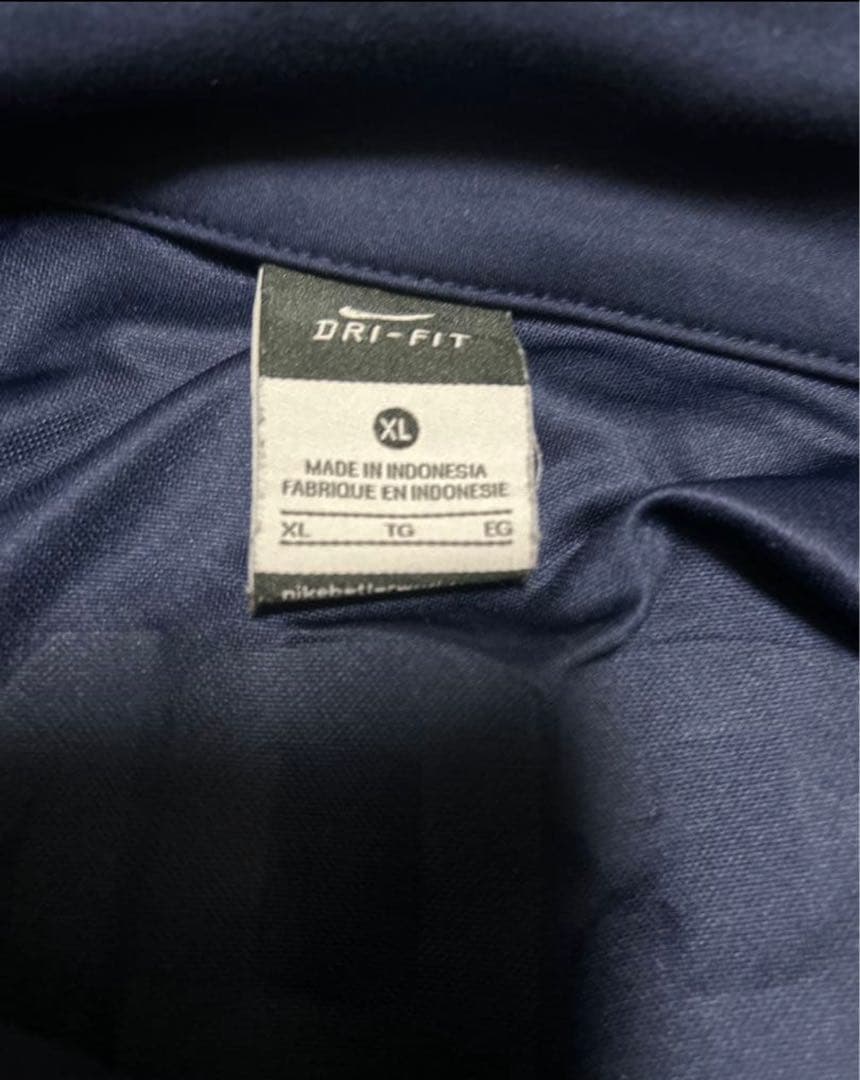 DRI-FIT
XL
MADE IN INDONESIA
FABRIQUE EN INDONESIE
XL TG EG